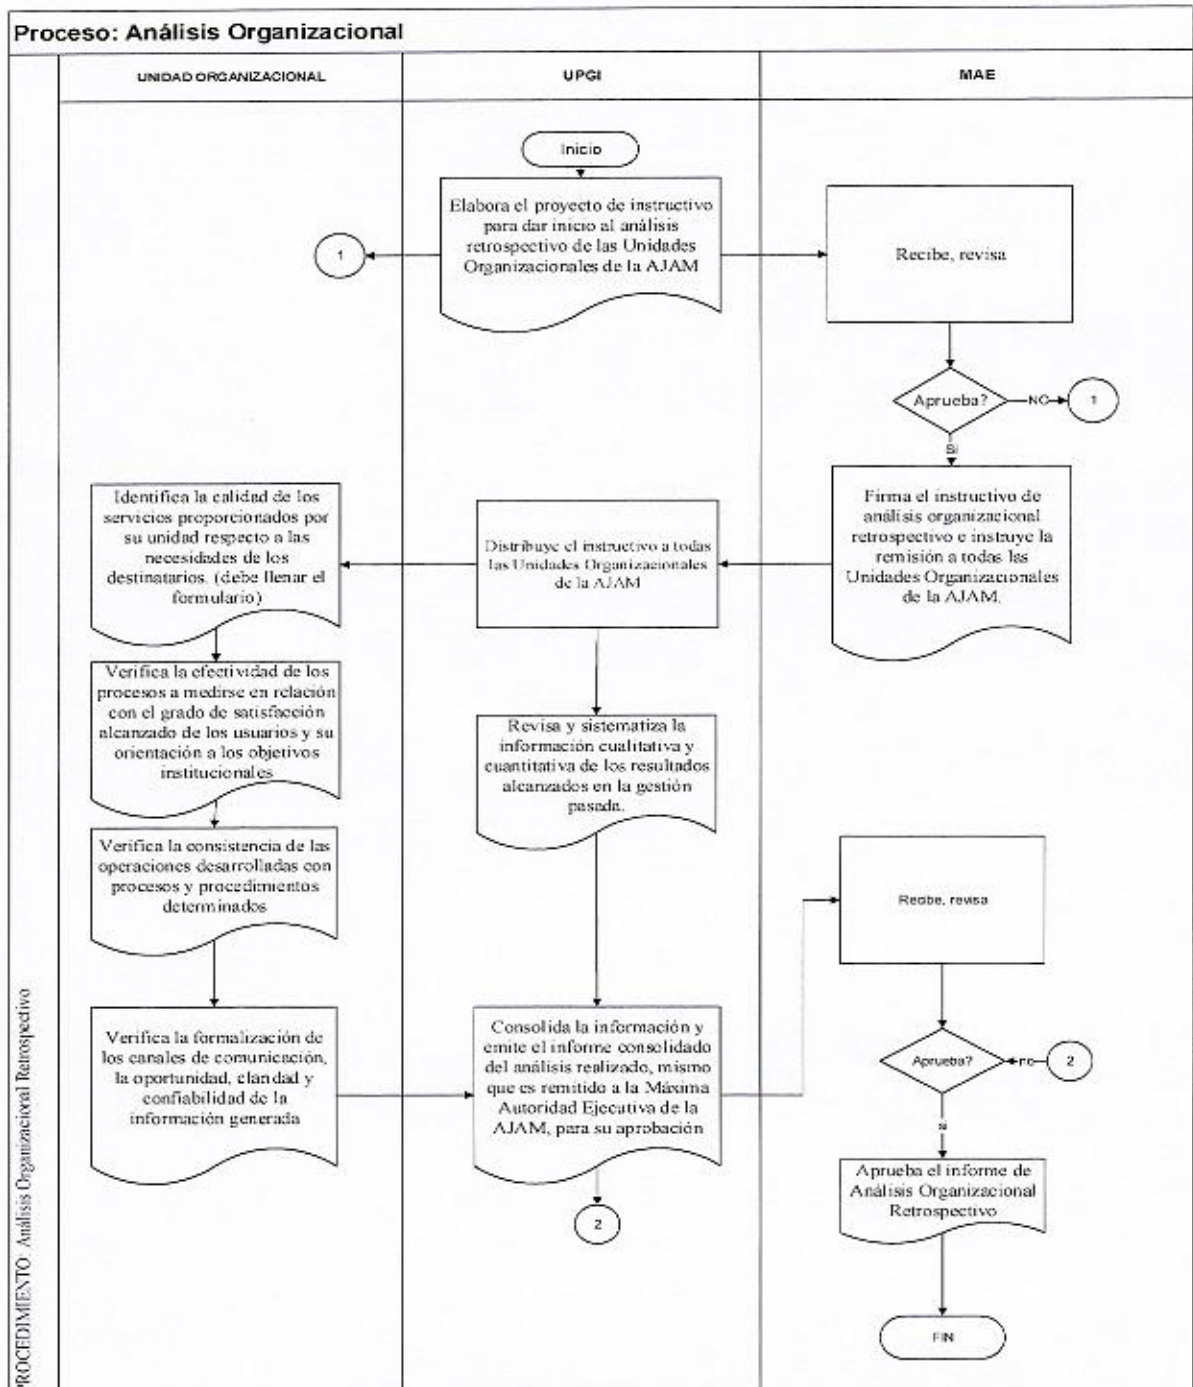 Proceso: Análisis Organizacional
UNIDAD ORGANIZACIONAL
UPGI
MAE
PROCEDIMIENTO: Análisis Organizacional Retrospectivo
Inicio
Elabora el proyecto de instructivo
para dar inicio al análisis
retrospectivo de las Unidades
Organizacionales de la AJAM
1
Recibe, revisa
Aprueba?
NO
1
SI
Firma el instructivo de
análisis organizacional
retrospectivo e instruye la
remisión a todas las
Unidades Organizacionales
de la AJAM.
Distribuye el instructivo a todas
las Unidades Organizacionales
de la AJAM
Identifica la calidad de los
servicios proporcionados por
su unidad respecto a las
necesidades de los
destinatarios. (debe llenar el
formulario)
Verifica la efectividad de los
procesos a medirse en relación
con el grado de satisfacción
alcanzado de los usuarios y su
orientación a los objetivos
institucionales
Verifica la consistencia de las
operaciones desarrolladas con
procesos y procedimientos
determinados
Verifica la formalización de
los canales de comunicación,
la oportunidad, claridad y
confiabilidad de la
información generada
Revisa y sistematiza la
información cualitativa y
cuantitativa de los resultados
alcanzados en la gestión
pasada.
Consolida la información y
emite el informe consolidado
del análisis realizado, mismo
que es remitido a la Máxima
Autoridad Ejecutiva de la
AJAM, para su aprobación
2
Recibe, revisa
Aprueba?
no
2
si
Aprueba el informe de
Análisis Organizacional
Retrospectivo
FIN